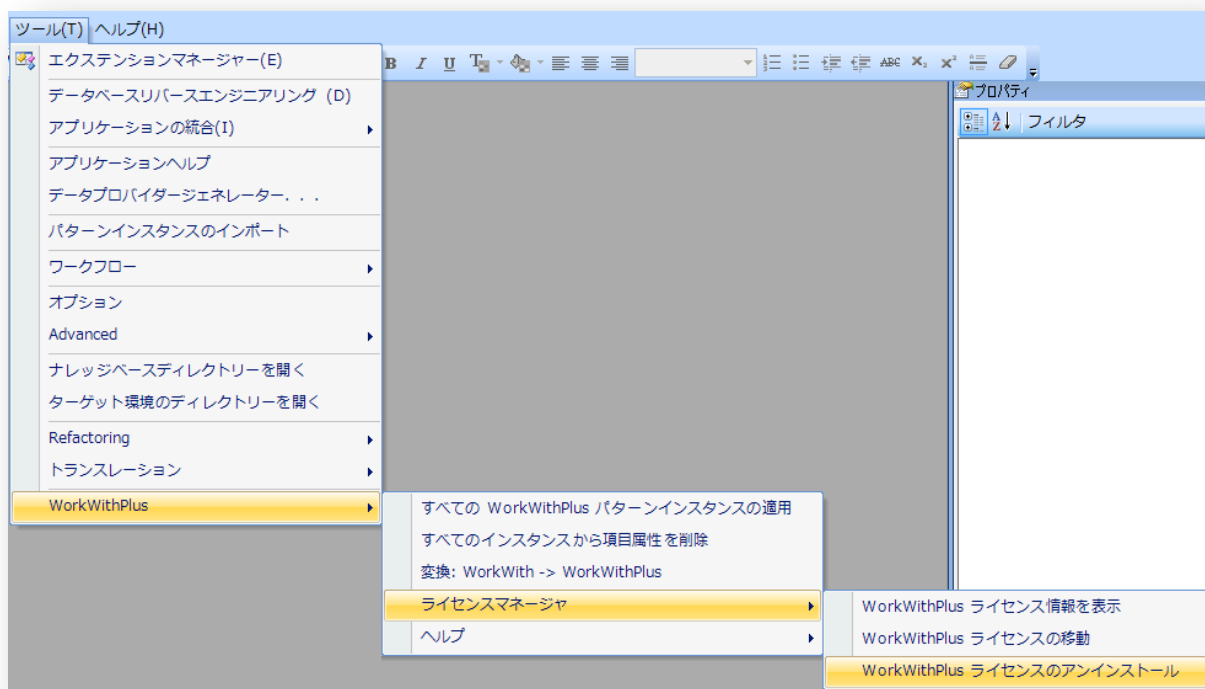 ツール(T) ヘルプ(H)
エクステンションマネージャー(E)
データベースリバースエンジニアリング (D)
アプリケーションの統合(I)
アプリケーションヘルプ
データプロバイダージェネレーター. . .
パターンインスタンスのインポート
ワークフロー
オプション
Advanced
ナレッジベースディレクトリーを開く
ターゲット環境のディレクトリーを開く
Refactoring
トランスレーション
WorkWithPlus
すべての WorkWithPlus パターンインスタンスの適用
すべてのインスタンスから項目属性を削除
変換: WorkWith -> WorkWithPlus
ライセンスマネージャ
ヘルプ
WorkWithPlus ライセンス情報を表示
WorkWithPlus ライセンスの移動
WorkWithPlus ライセンスのアンインストール
B I U T ABC X₂ x²
プロパティ
A Z フィルタ